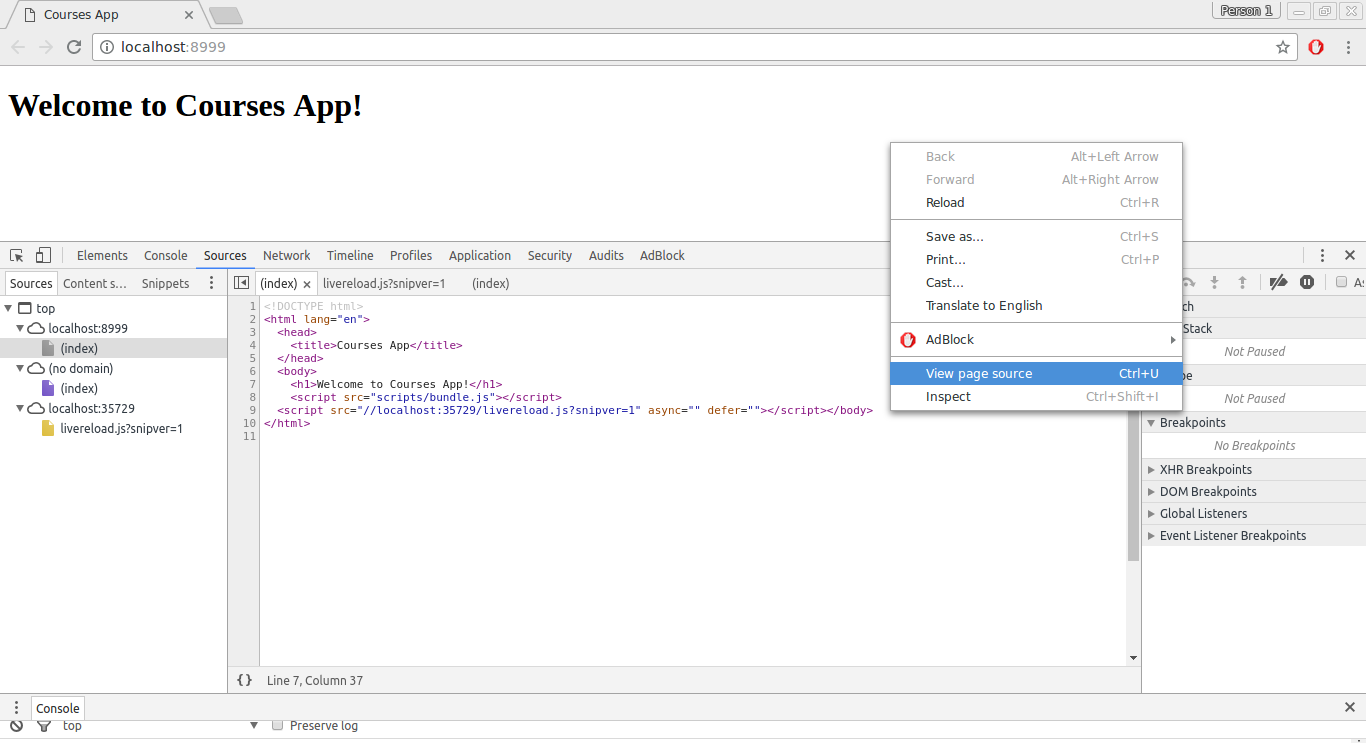 Courses App
Person 1
localhost:8999
Welcome to Courses App!
Back Alt+Left Arrow
Forward Alt+Right Arrow
Reload Ctrl+R
Save as... Ctrl+S
Print... Ctrl+P
Cast...
Translate to English
AdBlock
View page source Ctrl+U
Inspect Ctrl+Shift+I
Elements Console Sources Network Timeline Profiles Application Security Audits AdBlock
Sources Content s... Snippets
(index) livereload.js?snipver=1 (index)
top
localhost:8999
(index)
(no domain)
(index)
localhost:35729
livereload.js?snipver=1
1 <!DOCTYPE html>
2 <html lang="en">
3 <head>
4 <title>Courses App</title>
5 </head>
6 <body>
7 <h1>Welcome to Courses App!</h1>
8 <script src="scripts/bundle.js"></script>
9 <script src="//localhost:35729/livereload.js?snipver=1" async="" defer=""></script></body>
10 </html>
11
{} Line 7, Column 37
As
ch
Stack
Not Paused
pe
Not Paused
Breakpoints
No Breakpoints
XHR Breakpoints
DOM Breakpoints
Global Listeners
Event Listener Breakpoints
Console
top Preserve log